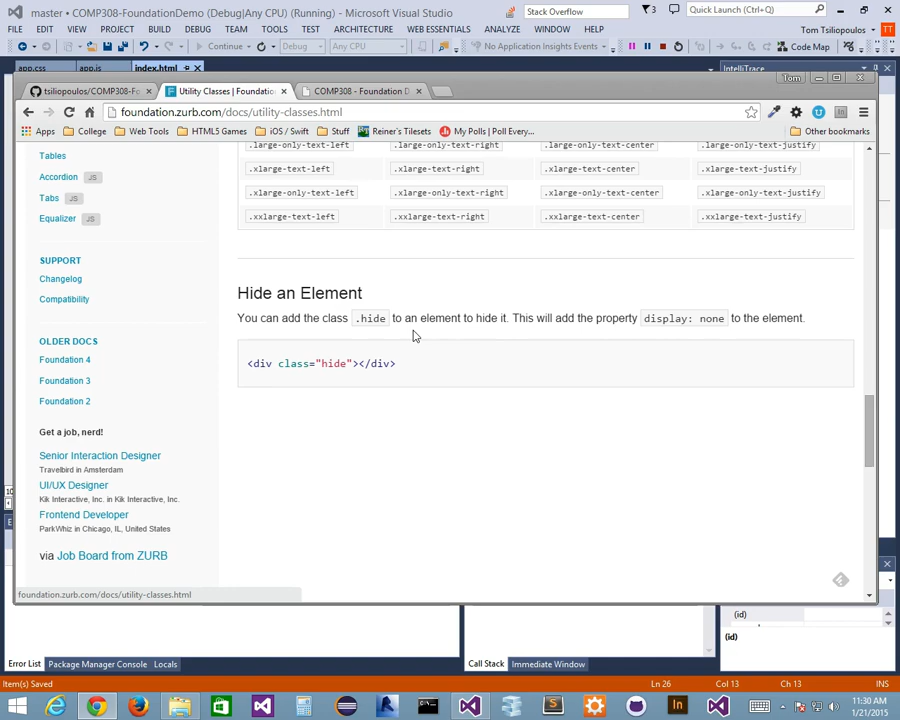 master ▸ COMP308-FoundationDemo (Debug|Any CPU) (Running) - Microsoft Visual Studio
Stack Overflow
3
Quick Launch (Ctrl+Q)
FILE EDIT VIEW PROJECT BUILD DEBUG TEAM TOOLS TEST ARCHITECTURE WEB ESSENTIALS ANALYZE WINDOW HELP
Tom Tsiliopoulos TT
Continue Debug Any CPU No Application Insights Events Code Map
app.css app.js index.html IntelliTrace
Tom
tsiliopoulos/COMP308-Fo Utility Classes | Foundation COMP308 - Foundation D
foundation.zurb.com/docs/utility-classes.html
Apps College Web Tools HTML5 Games iOS / Swift Stuff Reiner's Tilesets My Polls | Poll Every... Other bookmarks
Tables
Accordion JS
Tabs JS
Equalizer JS
SUPPORT
Changelog
Compatibility
OLDER DOCS
Foundation 4
Foundation 3
Foundation 2
Get a job, nerd!
Senior Interaction Designer
Travelbird in Amsterdam
UI/UX Designer
Kik Interactive, Inc. in Kik Interactive, Inc.
Frontend Developer
ParkWhiz in Chicago, IL, United States
via Job Board from ZURB
.large-only-text-left .large-only-text-right .large-only-text-center .large-only-text-justify
.xlarge-text-left .xlarge-text-right .xlarge-text-center .xlarge-text-justify
.xlarge-only-text-left .xlarge-only-text-right .xlarge-only-text-center .xlarge-only-text-justify
.xxlarge-text-left .xxlarge-text-right .xxlarge-text-center .xxlarge-text-justify
Hide an Element
You can add the class .hide to an element to hide it. This will add the property display: none to the element.
<div class="hide"></div>
foundation.zurb.com/docs/utility-classes.html
(id)
(id)
Error List Package Manager Console Locals Call Stack Immediate Window
Item(s) Saved Ln 26 Col 13 Ch 13 INS
11:30 AM
1/21/2015